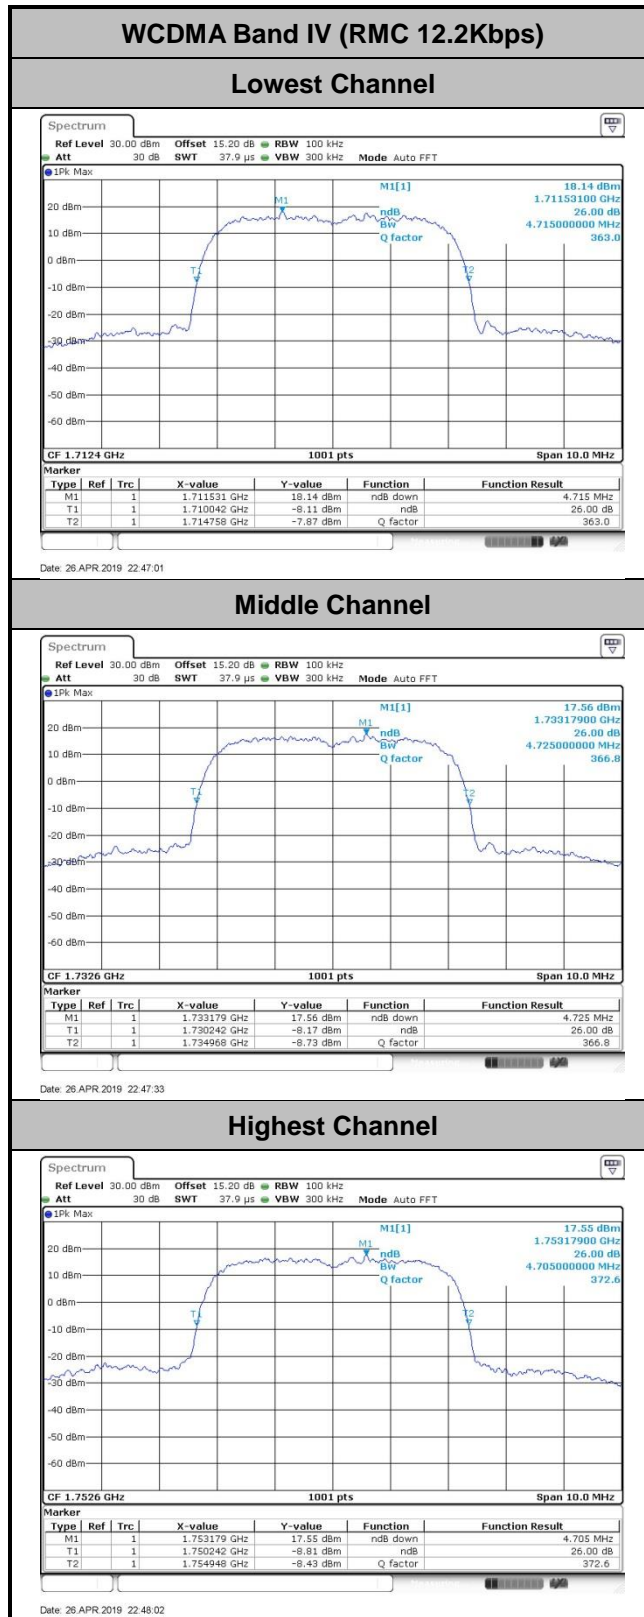 WCDMA Band IV (RMC 12.2Kbps)
Lowest Channel
Spectrum
Ref Level 30.00 dBm Offset 15.20 dB RBW 100 kHz
Att 30 dB SWT 37.9 µs VBW 300 kHz Mode Auto FFT
1Pk Max
M1[1] 18.14 dBm
1.71153100 GHz
ndB 26.00 dB
Bw 4.715000000 MHz
Q factor 363.0
M1
T1
T2
20 dBm
10 dBm
0 dBm
-10 dBm
-20 dBm
-30 dBm
-40 dBm
-50 dBm
-60 dBm
CF 1.7124 GHz 1001 pts Span 10.0 MHz
Marker
Type Ref Trc X-value Y-value Function Function Result
M1 1 1.711531 GHz 18.14 dBm ndB down 4.715 MHz
T1 1 1.710042 GHz -8.11 dBm ndB 26.00 dB
T2 1 1.714758 GHz -7.87 dBm Q factor 363.0
Date: 26.APR.2019 22:47:01
Middle Channel
Spectrum
Ref Level 30.00 dBm Offset 15.20 dB RBW 100 kHz
Att 30 dB SWT 37.9 µs VBW 300 kHz Mode Auto FFT
1Pk Max
M1[1] 17.56 dBm
1.73317900 GHz
ndB 26.00 dB
Bw 4.725000000 MHz
Q factor 366.8
M1
T1
T2
20 dBm
10 dBm
0 dBm
-10 dBm
-20 dBm
-30 dBm
-40 dBm
-50 dBm
-60 dBm
CF 1.7326 GHz 1001 pts Span 10.0 MHz
Marker
Type Ref Trc X-value Y-value Function Function Result
M1 1 1.733179 GHz 17.56 dBm ndB down 4.725 MHz
T1 1 1.730242 GHz -8.17 dBm ndB 26.00 dB
T2 1 1.734968 GHz -8.73 dBm Q factor 366.8
Date: 26.APR.2019 22:47:33
Highest Channel
Spectrum
Ref Level 30.00 dBm Offset 15.20 dB RBW 100 kHz
Att 30 dB SWT 37.9 µs VBW 300 kHz Mode Auto FFT
1Pk Max
M1[1] 17.55 dBm
1.75317900 GHz
ndB 26.00 dB
Bw 4.705000000 MHz
Q factor 372.6
M1
T1
T2
20 dBm
10 dBm
0 dBm
-10 dBm
-20 dBm
-30 dBm
-40 dBm
-50 dBm
-60 dBm
CF 1.7526 GHz 1001 pts Span 10.0 MHz
Marker
Type Ref Trc X-value Y-value Function Function Result
M1 1 1.753179 GHz 17.55 dBm ndB down 4.705 MHz
T1 1 1.750242 GHz -8.81 dBm ndB 26.00 dB
T2 1 1.754948 GHz -8.43 dBm Q factor 372.6
Date: 26.APR.2019 22:48:02